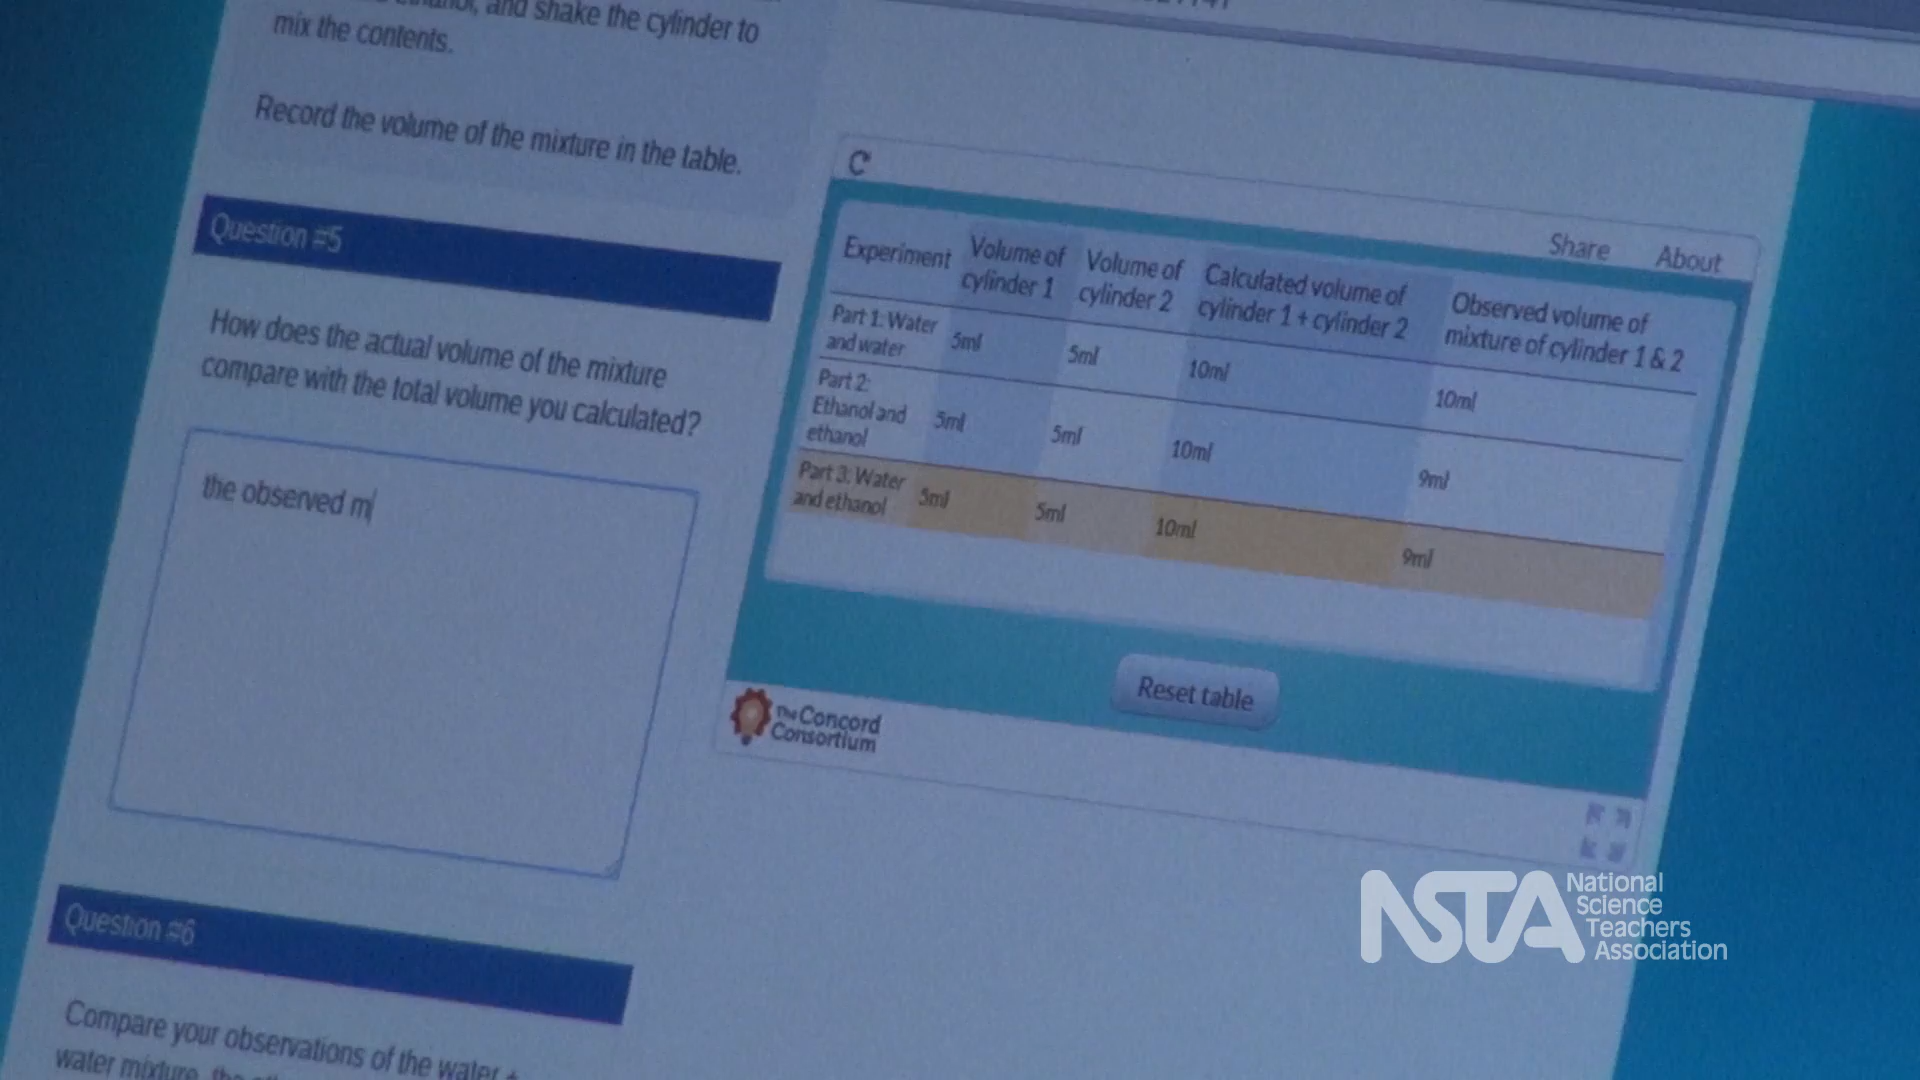 and shake the cylinder to
mix the contents.
Record the volume of the mixture in the table.
Question #5
How does the actual volume of the mixture
compare with the total volume you calculated?
the observed m
Question #6
Compare your observations of the water +
water mixture, the
C
Share About
Experiment
Volume of
cylinder 1
Volume of
cylinder 2
Calculated volume of
cylinder 1 + cylinder 2
Observed volume of
mixture of cylinder 1 & 2
Part 1: Water
and water
5ml
5ml
10ml
10ml
Part 2:
Ethanol and
ethanol
5ml
5ml
10ml
9ml
Part 3: Water
and ethanol
5ml
5ml
10ml
9ml
Reset table
The Concord
Consortium
NSTA
National
Science
Teachers
Association